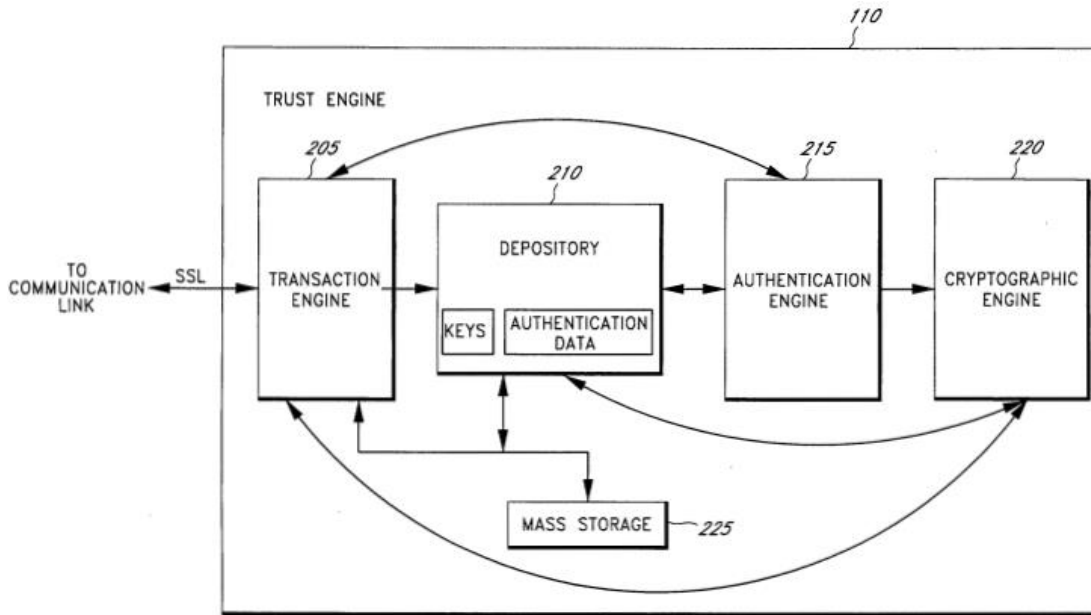 110
TRUST ENGINE
205
215
220
210
DEPOSITORY
TO
COMMUNICATION
LINK
SSL
TRANSACTION
ENGINE
AUTHENTICATION
ENGINE
CRYPTOGRAPHIC
ENGINE
KEYS
AUTHENTICATION
DATA
MASS STORAGE
225